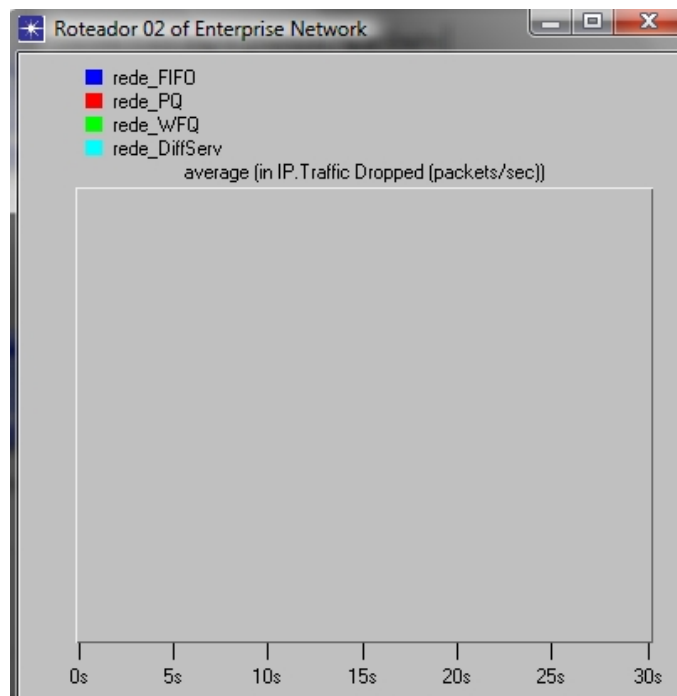 Roteador 02 of Enterprise Network
rede_FIFO
rede_PQ
rede_WFQ
rede_DiffServ
average (in IP.Traffic Dropped (packets/sec))
0s 5s 10s 15s 20s 25s 30s